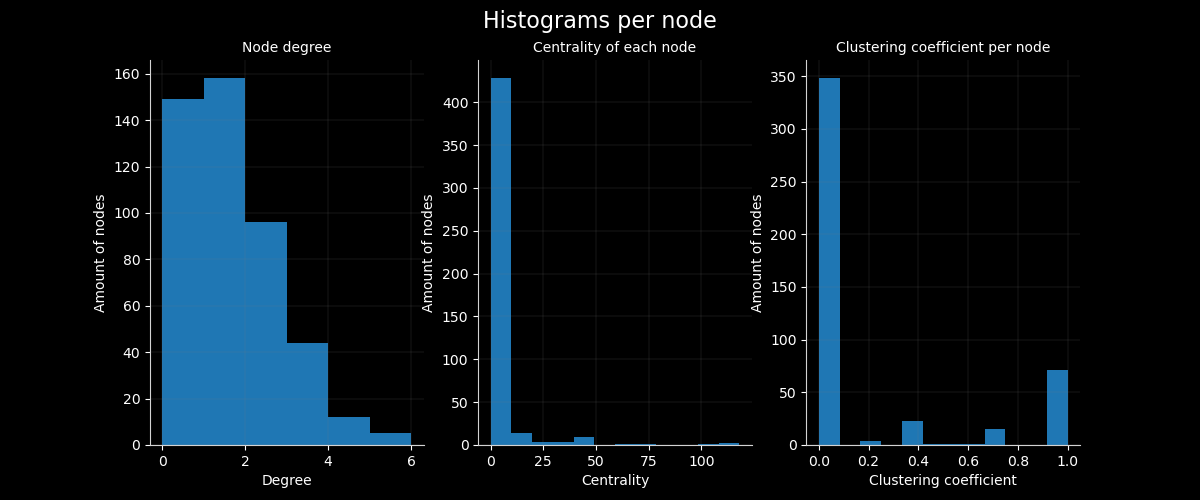 Histograms per node
Node degree
Amount of nodes
160
140
120
100
80
60
40
20
0
0 2 4 6
Degree
Centrality of each node
Amount of nodes
400
350
300
250
200
150
100
50
0
0 25 50 75 100
Centrality
Clustering coefficient per node
Amount of nodes
350
300
250
200
150
100
50
0
0.0 0.2 0.4 0.6 0.8 1.0
Clustering coefficient